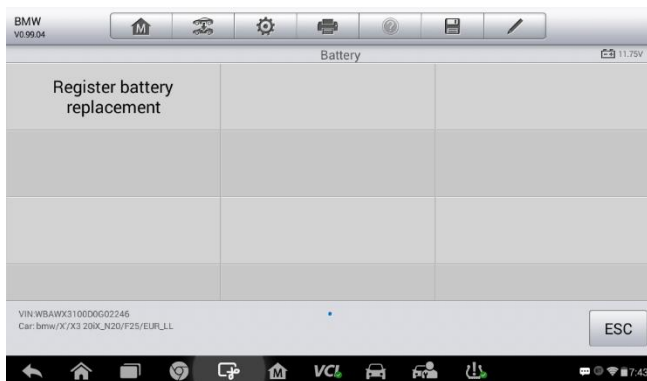 BMW
V0.99.04
M
Battery
11.75V
Register battery
replacement
VIN:WBAWX3100D0G02246
Car: bmw/X'/X3 20iX_N20/F25/EUR_LL
ESC
M
VCI
7:43